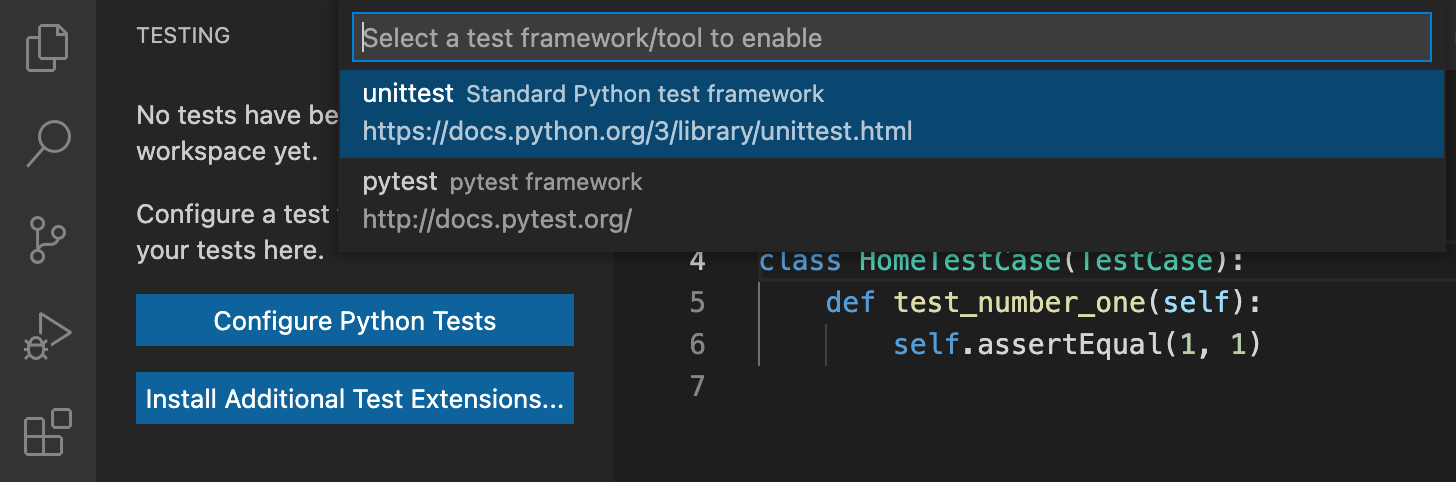 TESTING
No tests have be
workspace yet.
Configure a test
your tests here.
Configure Python Tests
Install Additional Test Extensions...
Select a test framework/tool to enable
unittest Standard Python test framework
https://docs.python.org/3/library/unittest.html
pytest pytest framework
http://docs.pytest.org/
4 class HomeTestCase(TestCase):
5 def test_number_one(self):
6 self.assertEqual(1, 1)
7